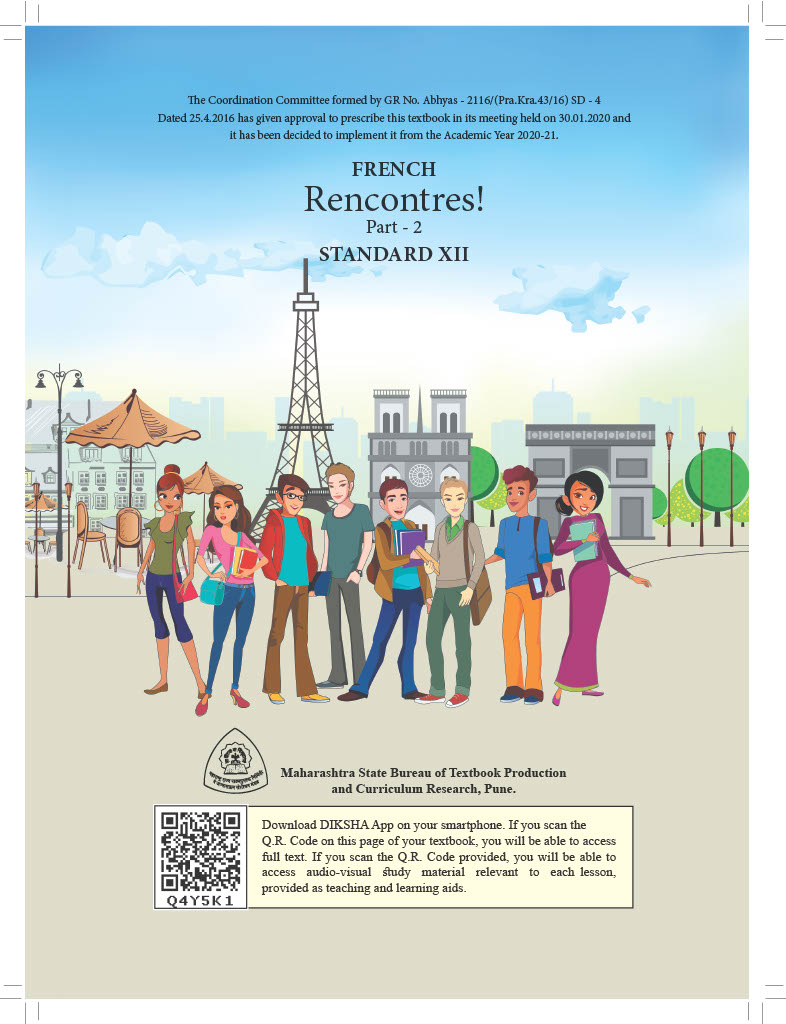 The Coordination Committee formed by GR No. Abhyas - 2116/(Pra.Kra.43/16) SD - 4
Dated 25.4.2016 has given approval to prescribe this textbook in its meeting held on 30.01.2020 and
it has been decided to implement it from the Academic Year 2020-21.
FRENCH
Rencontres!
Part - 2
STANDARD XII
Maharashtra State Bureau of Textbook Production
and Curriculum Research, Pune.
Download DIKSHA App on your smartphone. If you scan the
Q.R. Code on this page of your textbook, you will be able to access
full text. If you scan the Q.R. Code provided, you will be able to
access audio-visual study material relevant to each lesson,
provided as teaching and learning aids.
Q4Y5K1